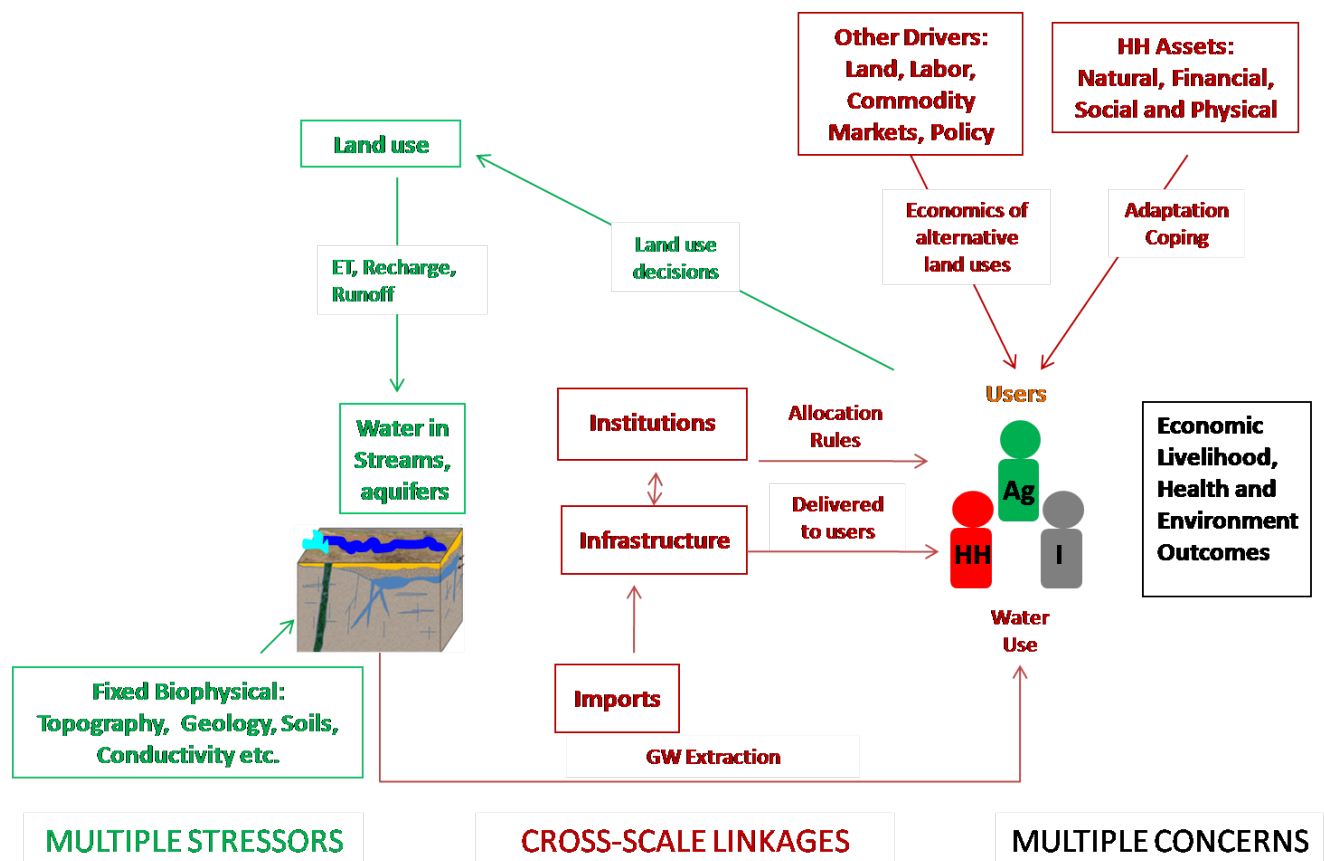 Other Drivers:
Land, Labor,
Commodity
Markets, Policy
HH Assets:
Natural, Financial,
Social and Physical
Land use
Economics of
alternative
land uses
Adaptation
Coping
Land use
decisions
ET, Recharge,
Runoff
Users
Institutions
Allocation
Rules
Water in
Streams,
aquifers
Economic
Livelihood,
Health and
Environment
Outcomes
Ag
HH
I
Infrastructure
Delivered
to users
Water
Use
Fixed Biophysical:
Topography, Geology, Soils,
Conductivity etc.
Imports
GW Extraction
MULTIPLE STRESSORS
CROSS-SCALE LINKAGES
MULTIPLE CONCERNS